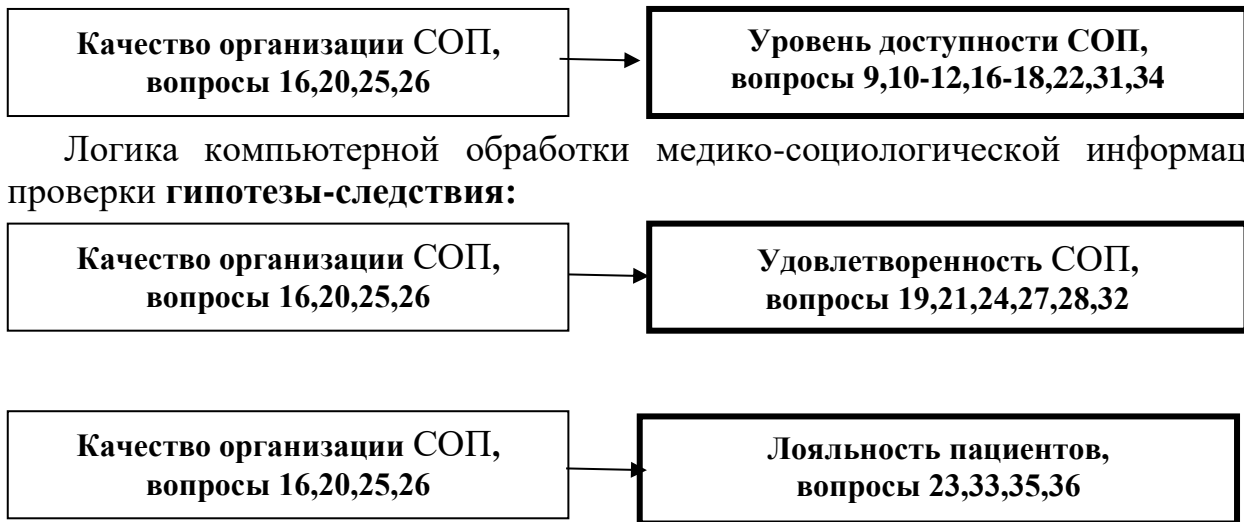 Качество организации СОП,
вопросы 16,20,25,26
Уровень доступности СОП,
вопросы 9,10-12,16-18,22,31,34
Логика компьютерной обработки медико-социологической информац
проверки гипотезы-следствия:
Качество организации СОП,
вопросы 16,20,25,26
Удовлетворенность СОП,
вопросы 19,21,24,27,28,32
Качество организации СОП,
вопросы 16,20,25,26
Лояльность пациентов,
вопросы 23,33,35,36